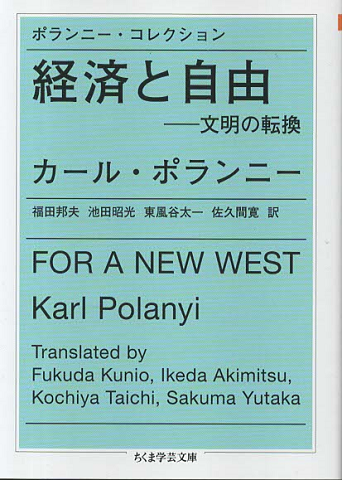 ポランニー・コレクション
経済と自由
──文明の転換
カール・ポランニー
福田邦夫 池田昭光 東風谷太一 佐久間寛 訳
FOR A NEW WEST
Karl Polanyi
Translated by
Fukuda Kunio, Ikeda Akimitsu,
Kochiya Taichi, Sakuma Yutaka
ちくま学芸文庫